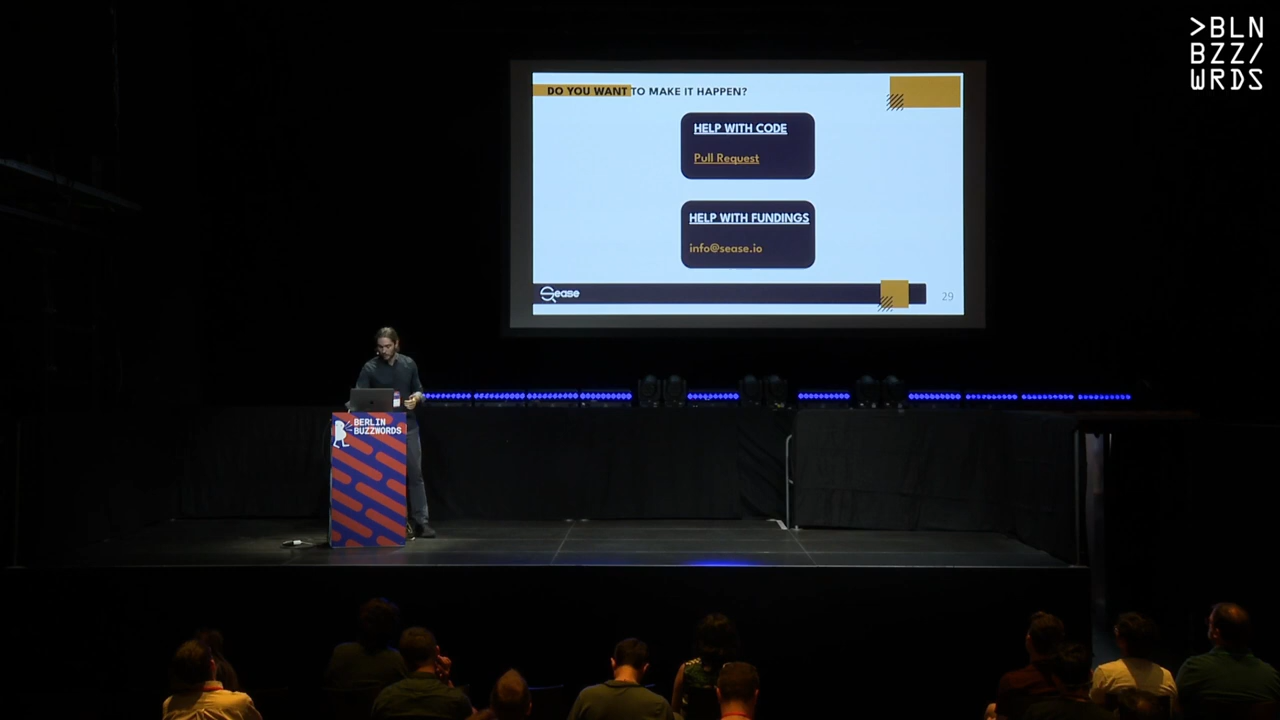 >BLN
BZZ/
WRDS
DO YOU WANT TO MAKE IT HAPPEN?
HELP WITH CODE
Pull Request
HELP WITH FUNDINGS
info@sease.io
Sease
29
BERLIN
BUZZWORDS